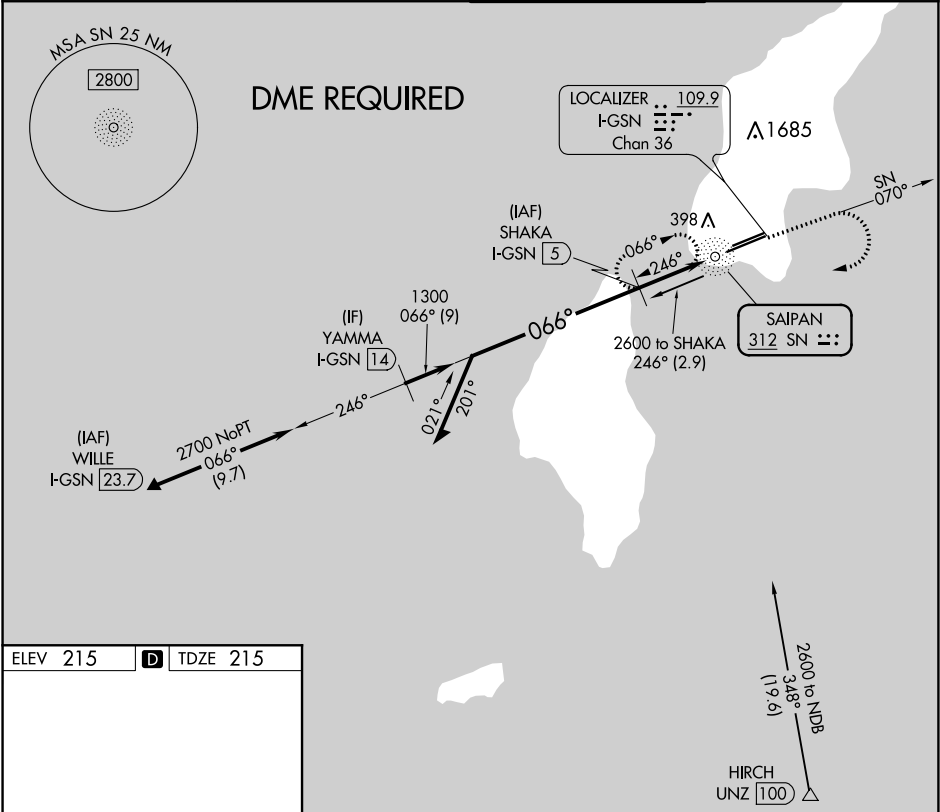 MSA SN 25 NM
2800
DME REQUIRED
LOCALIZER 109.9
I-GSN
Chan 36
1685
SN
070°
398
(IAF)
SHAKA
I-GSN 5
066°
246°
1300
066° (9)
(IF)
YAMMA
I-GSN 14
066°
2600 to SHAKA
246° (2.9)
SAIPAN
312 SN
021°
201°
246°
2700 NoPT
066°
(9.7)
(IAF)
WILLE
I-GSN 23.7
2600 to NDB
348°
(19.6)
HIRCH
UNZ 100
ELEV 215 D TDZE 215